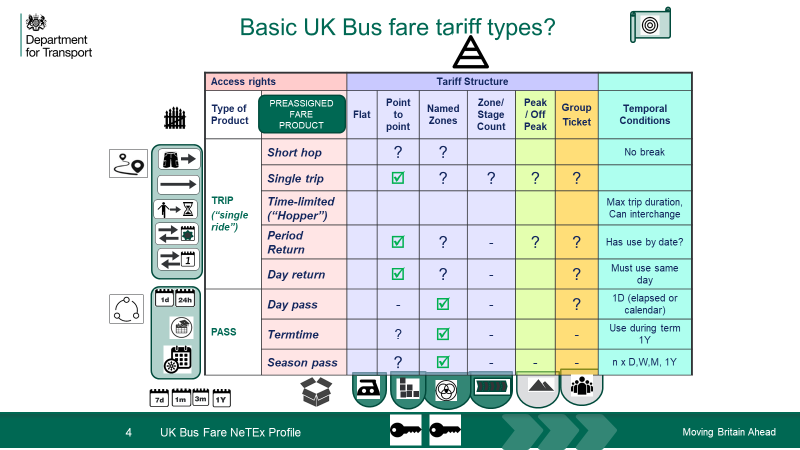 Basic UK Bus fare tariff types?
Department
for Transport
Access rights
Tariff Structure
Type of
Product
PREASSIGNED
FARE
PRODUCT
Flat
Point
to
point
Named
Zones
Zone/
Stage
Count
Peak
/ Off
Peak
Group
Ticket
Temporal
Conditions
TRIP
("single
ride")
Short hop
? ?
No break
Single trip
? ? ? ?
Time-limited
("Hopper")
Max trip duration,
Can interchange
Period
Return
? - ? ?
Has use by date?
Day return
? - ?
Must use same
day
PASS
Day pass
- - ?
1D (elapsed or
calendar)
Termtime
? - -
Use during term
1Y
Season pass
? - - -
n x D,W,M, 1Y
1
1d 24h
7d 1m 3m 1Y
4 UK Bus Fare NeTEx Profile
Moving Britain Ahead